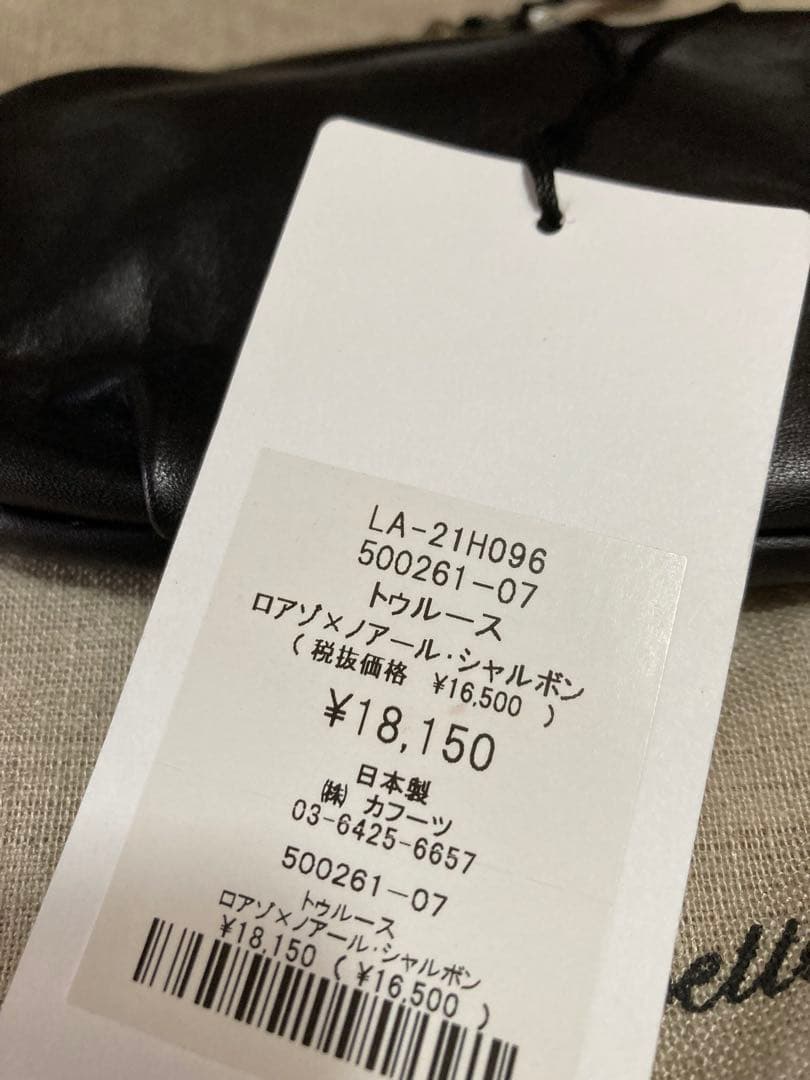 LA-21H096
500261-07
トゥルース
ロアゾ×ノアール・シャルボン
( 税抜価格 ¥16,500 )
¥18,150
日本製
㈱ カフーツ
03-6425-6657
500261-07
トゥルース
ロアゾ×ノアール・シャルボン
¥18,150 ( ¥16,500 )